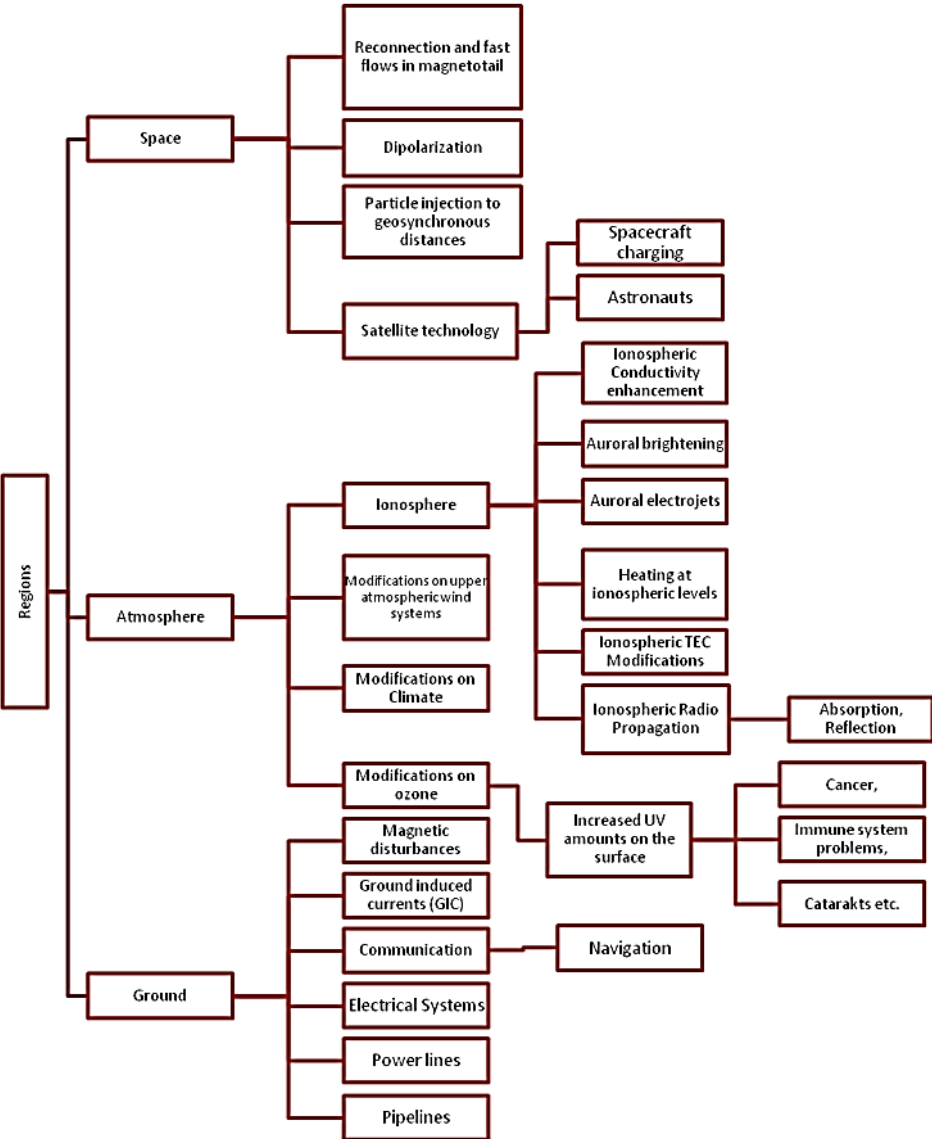 Reconnection and fast
flows in magnetotail
Space
Dipolarization
Particle injection to
geosynchronous
distances
Spacecraft
charging
Astronauts
Satellite technology
Ionospheric
Conductivity
enhancement
Auroral brightening
Auroral electrojets
Ionosphere
Heating at
ionospheric levels
Modifications on upper
atmospheric wind
systems
Regions
Atmosphere
Ionospheric TEC
Modifications
Modifications on
Climate
Ionospheric Radio
Propagation
Absorption,
Reflection
Modifications on
ozone
Increased UV
amounts on the
surface
Cancer,
Immune system
problems,
Catarakts etc.
Magnetic
disturbances
Ground induced
currents (GIC)
Communication
Navigation
Ground
Electrical Systems
Power lines
Pipelines